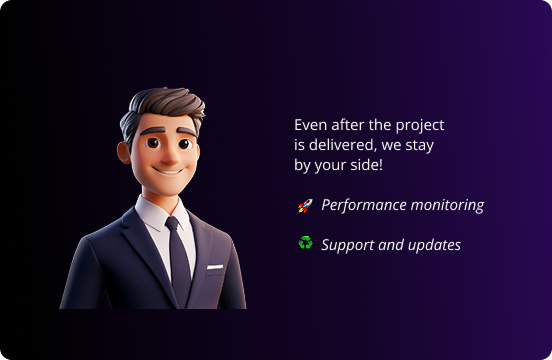 Even after the project
is delivered, we stay
by your side!
🚀 Performance monitoring
♻ Support and updates